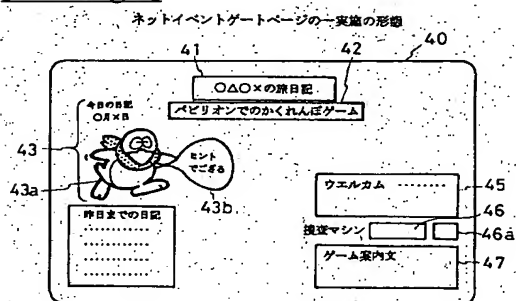 ネットイベントゲートページの一実施の形態
40
41
42
○△○×の旅日記
パビリオンでのかくれんぼゲーム
今日の日記
○月×日
43
ヒント
でござる
43a
43b
昨日までの日記
ウエルカム
45
46
捜査マシン
46a
ゲーム案内文
47